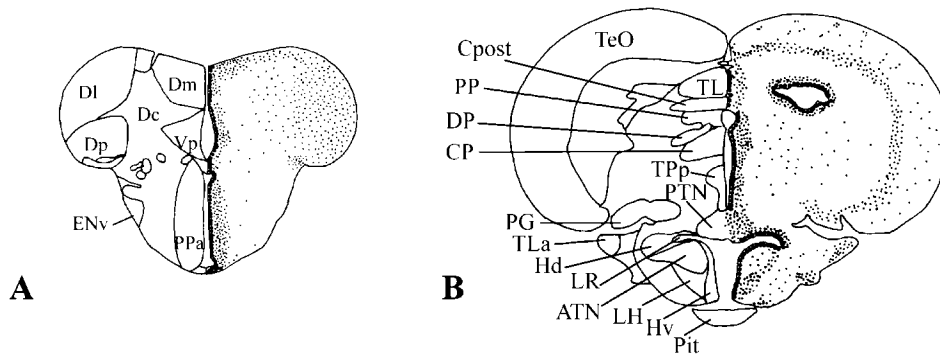 Dl
Dm
Dc
Dp
Vp
ENv
PPa
A
TeO
Cpost
TL
PP
DP
CP
TPp
PTN
PG
TLa
Hd
LR
ATN
LH
Hv
Pit
B